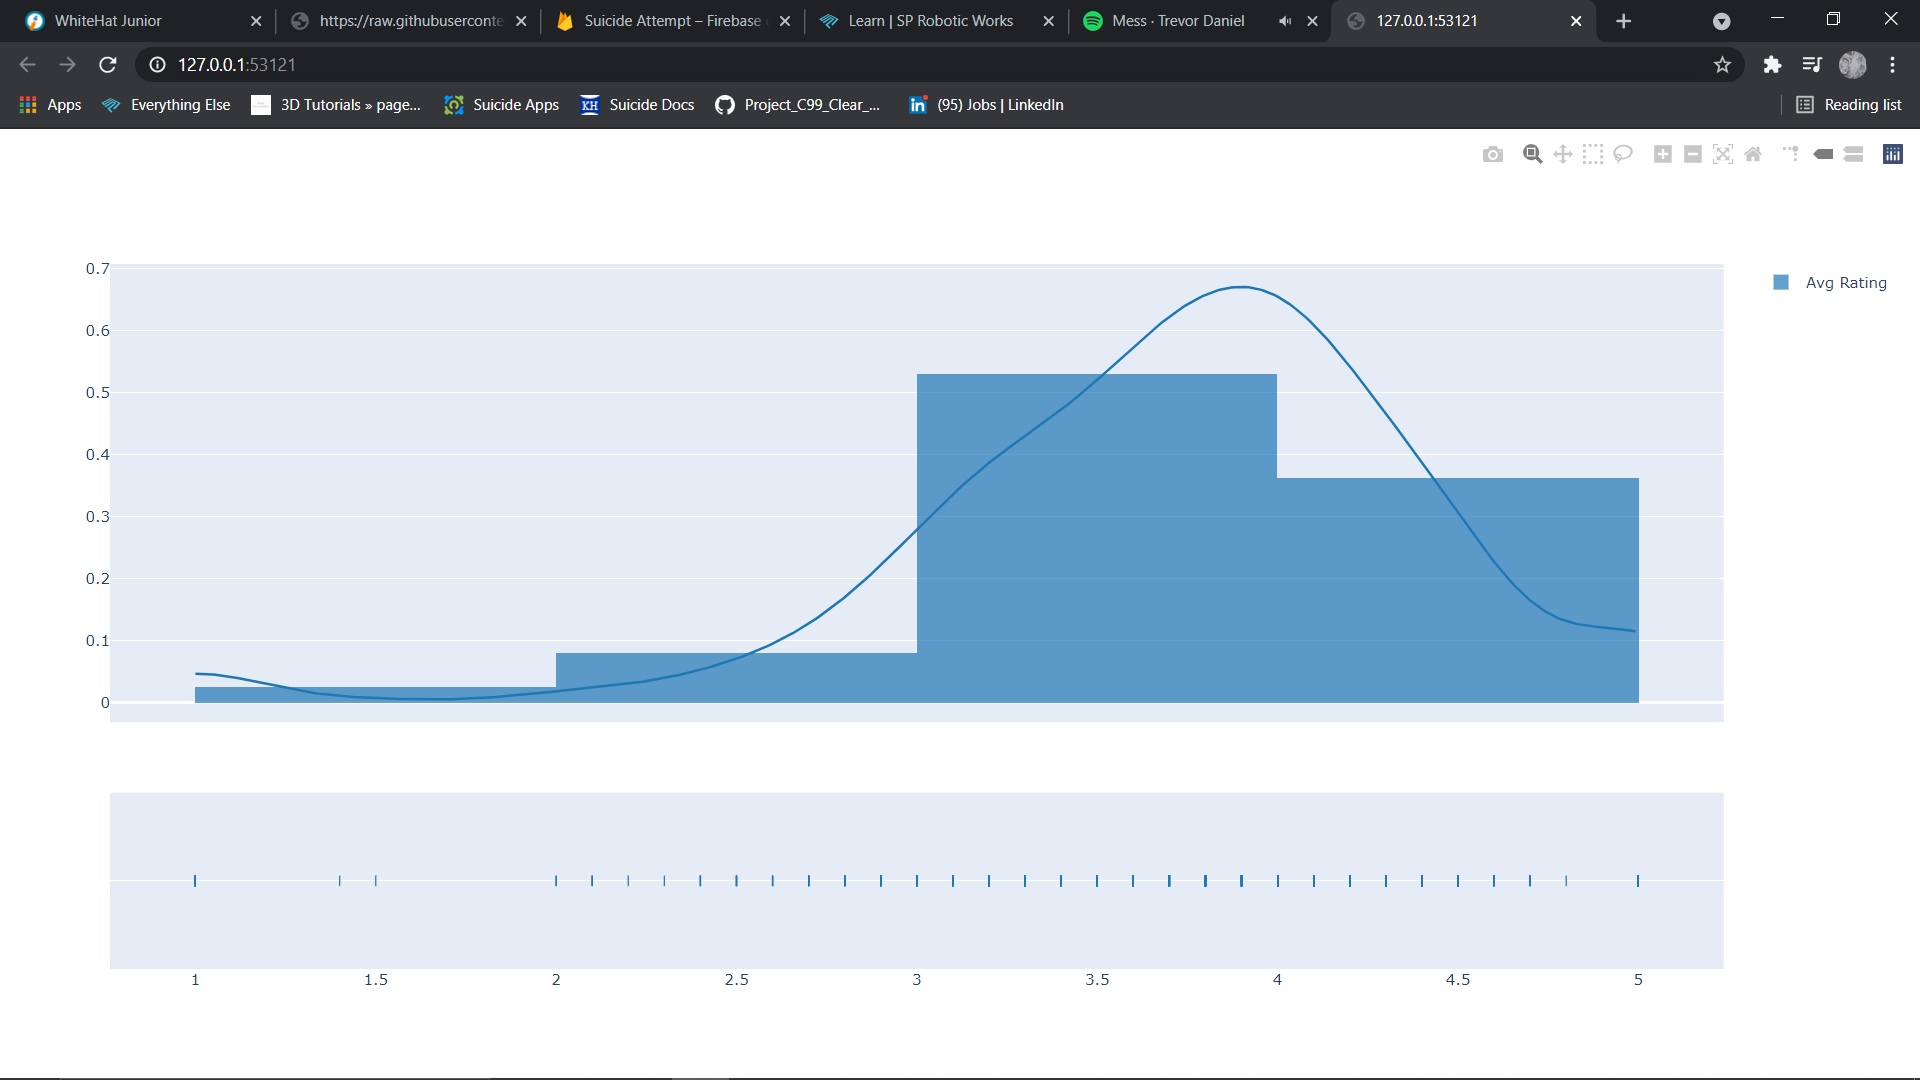 WhiteHat Junior
https://raw.githubuserconte
Suicide Attempt – Firebase
Learn | SP Robotic Works
Mess · Trevor Daniel
127.0.0.1:53121
127.0.0.1:53121
Apps
Everything Else
3D Tutorials » page...
Suicide Apps
KH
Suicide Docs
Project_C99_Clear_...
in
(95) Jobs | LinkedIn
Reading list
0.7
0.6
0.5
0.4
0.3
0.2
0.1
0
Avg Rating
1
1.5
2
2.5
3
3.5
4
4.5
5